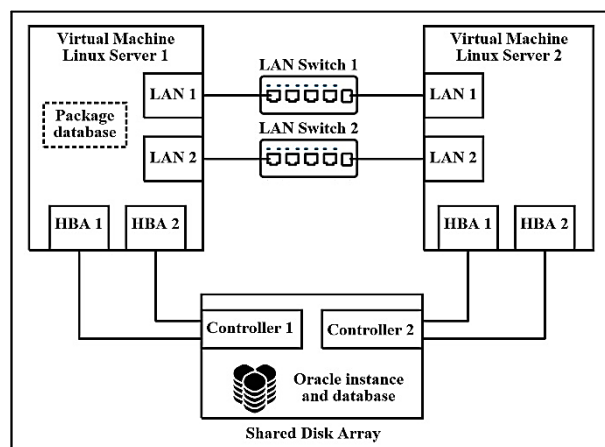 Virtual Machine
Linux Server 1
Virtual Machine
Linux Server 2
LAN Switch 1
LAN 1
LAN 1
Package
database
LAN Switch 2
LAN 2
LAN 2
HBA 1
HBA 2
HBA 1
HBA 2
Controller 1
Controller 2
Oracle instance
and database
Shared Disk Array